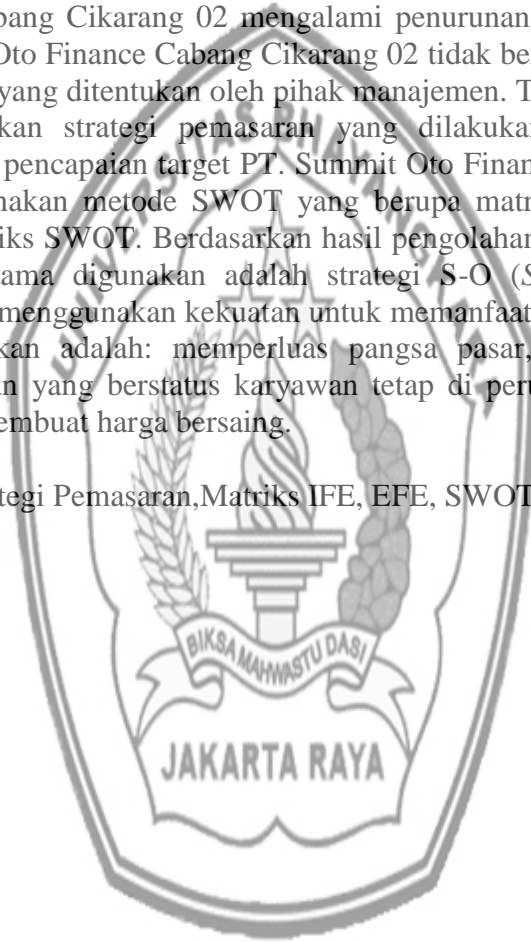 bang Cikarang 02 mengalami penurunan
Oto Finance Cabang Cikarang 02 tidak be
yang ditentukan oleh pihak manajemen. T
kan strategi pemasaran yang dilakukan
pencapaian target PT. Summit Oto Finan
nakan metode SWOT yang berupa matr
iks SWOT. Berdasarkan hasil pengolahan
ama digunakan adalah strategi S-O (S
menggunakan kekuatan untuk memanfaat
kan adalah: memperluas pangsa pasar,
n yang berstatus karyawan tetap di peru
embuat harga bersaing.
tegi Pemasaran,Matriks IFE, EFE, SWOT
UNIVERSITAS BHAYANGKARA
BIKSA MAHWASTU DASI
JAKARTA RAYA